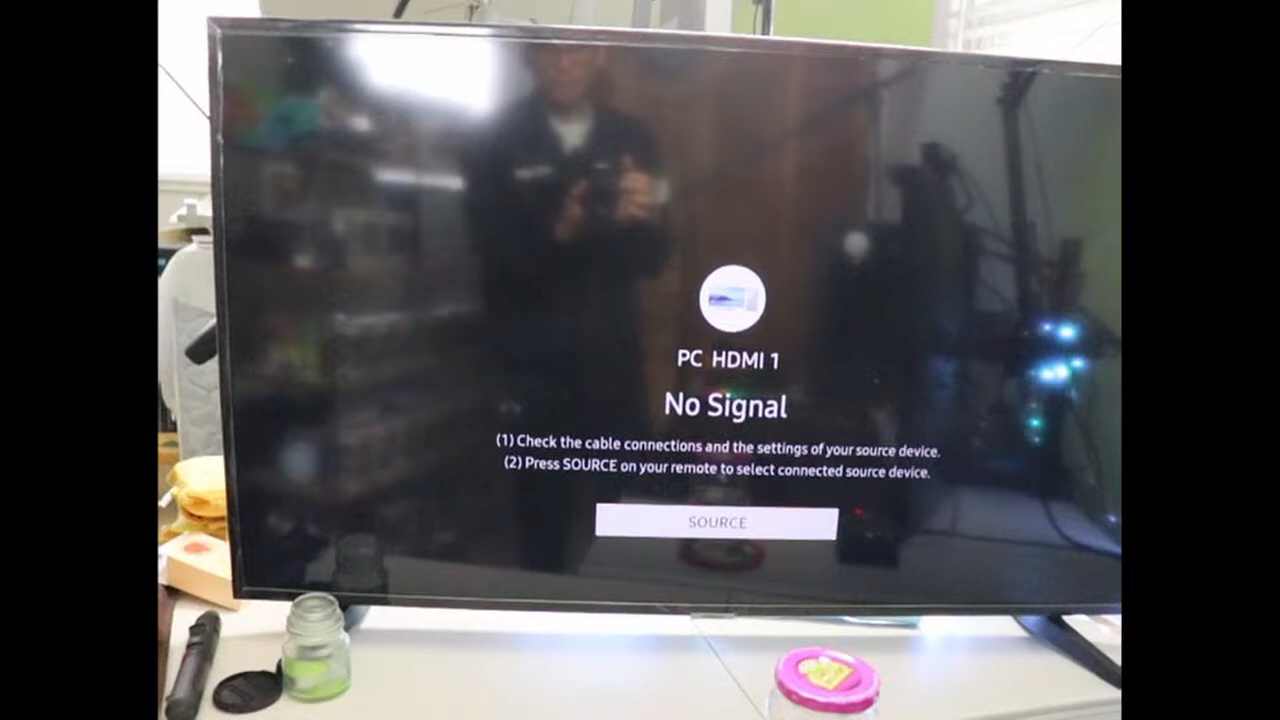 PC HDMI 1
No Signal
(1) Check the cable connections and the settings of your source device.
(2) Press SOURCE on your remote to select connected source device.
SOURCE